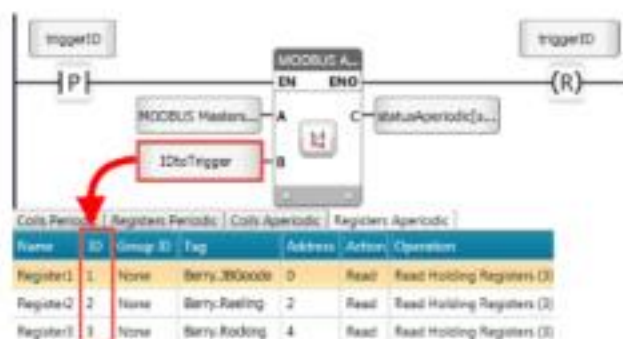 triggerID
triggerID
MODBUS A...
EN ENO
P
(R)
MODBUS Masters... A C statusAperiodic[s...
IDtoTrigger B
Coils Periodic Registers Periodic Coils Aperiodic Registers Aperiodic
Name ID Group ID Tag Address Action Operation
Register1 1 None Berry.JBGoode 0 Read Read Holding Registers (3)
Register2 2 None Berry.Reeling 2 Read Read Holding Registers (3)
Register3 3 None Berry.Rocking 4 Read Read Holding Registers (3)